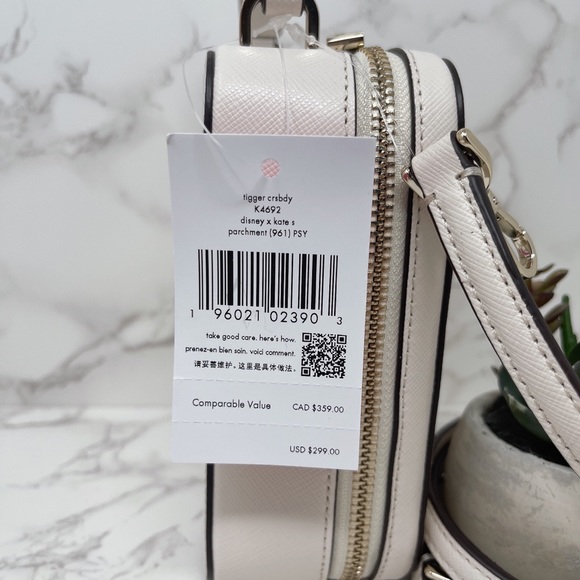 tigger crsbdy
K4692
disney x kate s
parchment (961) PSY
1 96021 02390 3
take good care. here's how.
prenez-en bien soin. voici comment.
请妥善维护。这里是具体做法。
Comparable Value CAD $359.00
USD $299.00